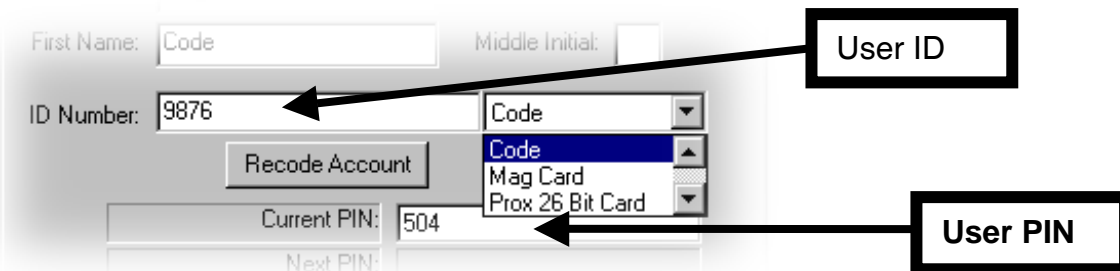 First Name: Code Middle Initial:
User ID
ID Number: 9876 Code
Code
Recode Account
Mag Card
Prox 26 Bit Card
Current PIN: 504
User PIN
Next PIN: